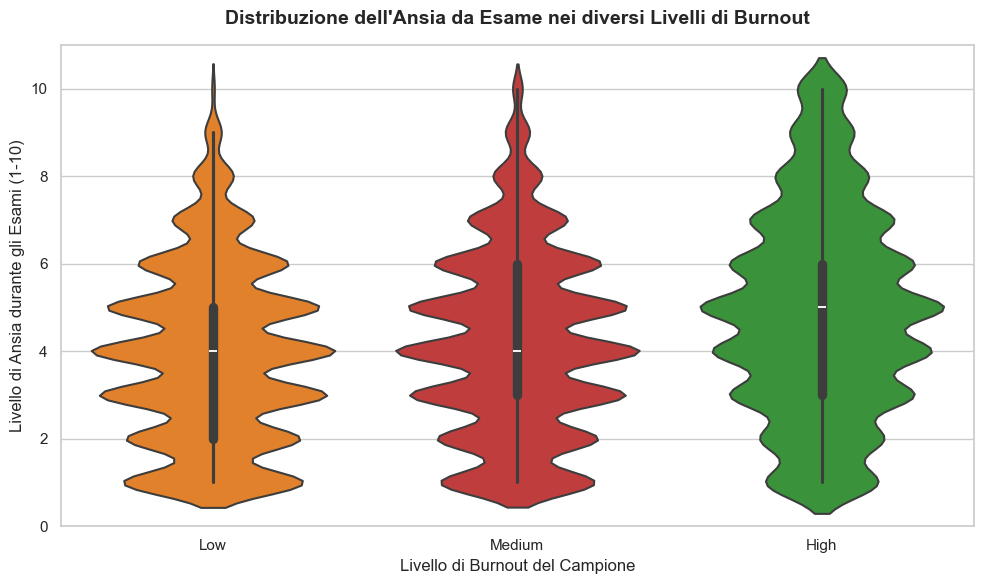 Distribuzione dell'Ansia da Esame nei diversi Livelli di Burnout
Livello di Ansia durante gli Esami (1-10)
10
8
6
4
2
0
Low Medium High
Livello di Burnout del Campione